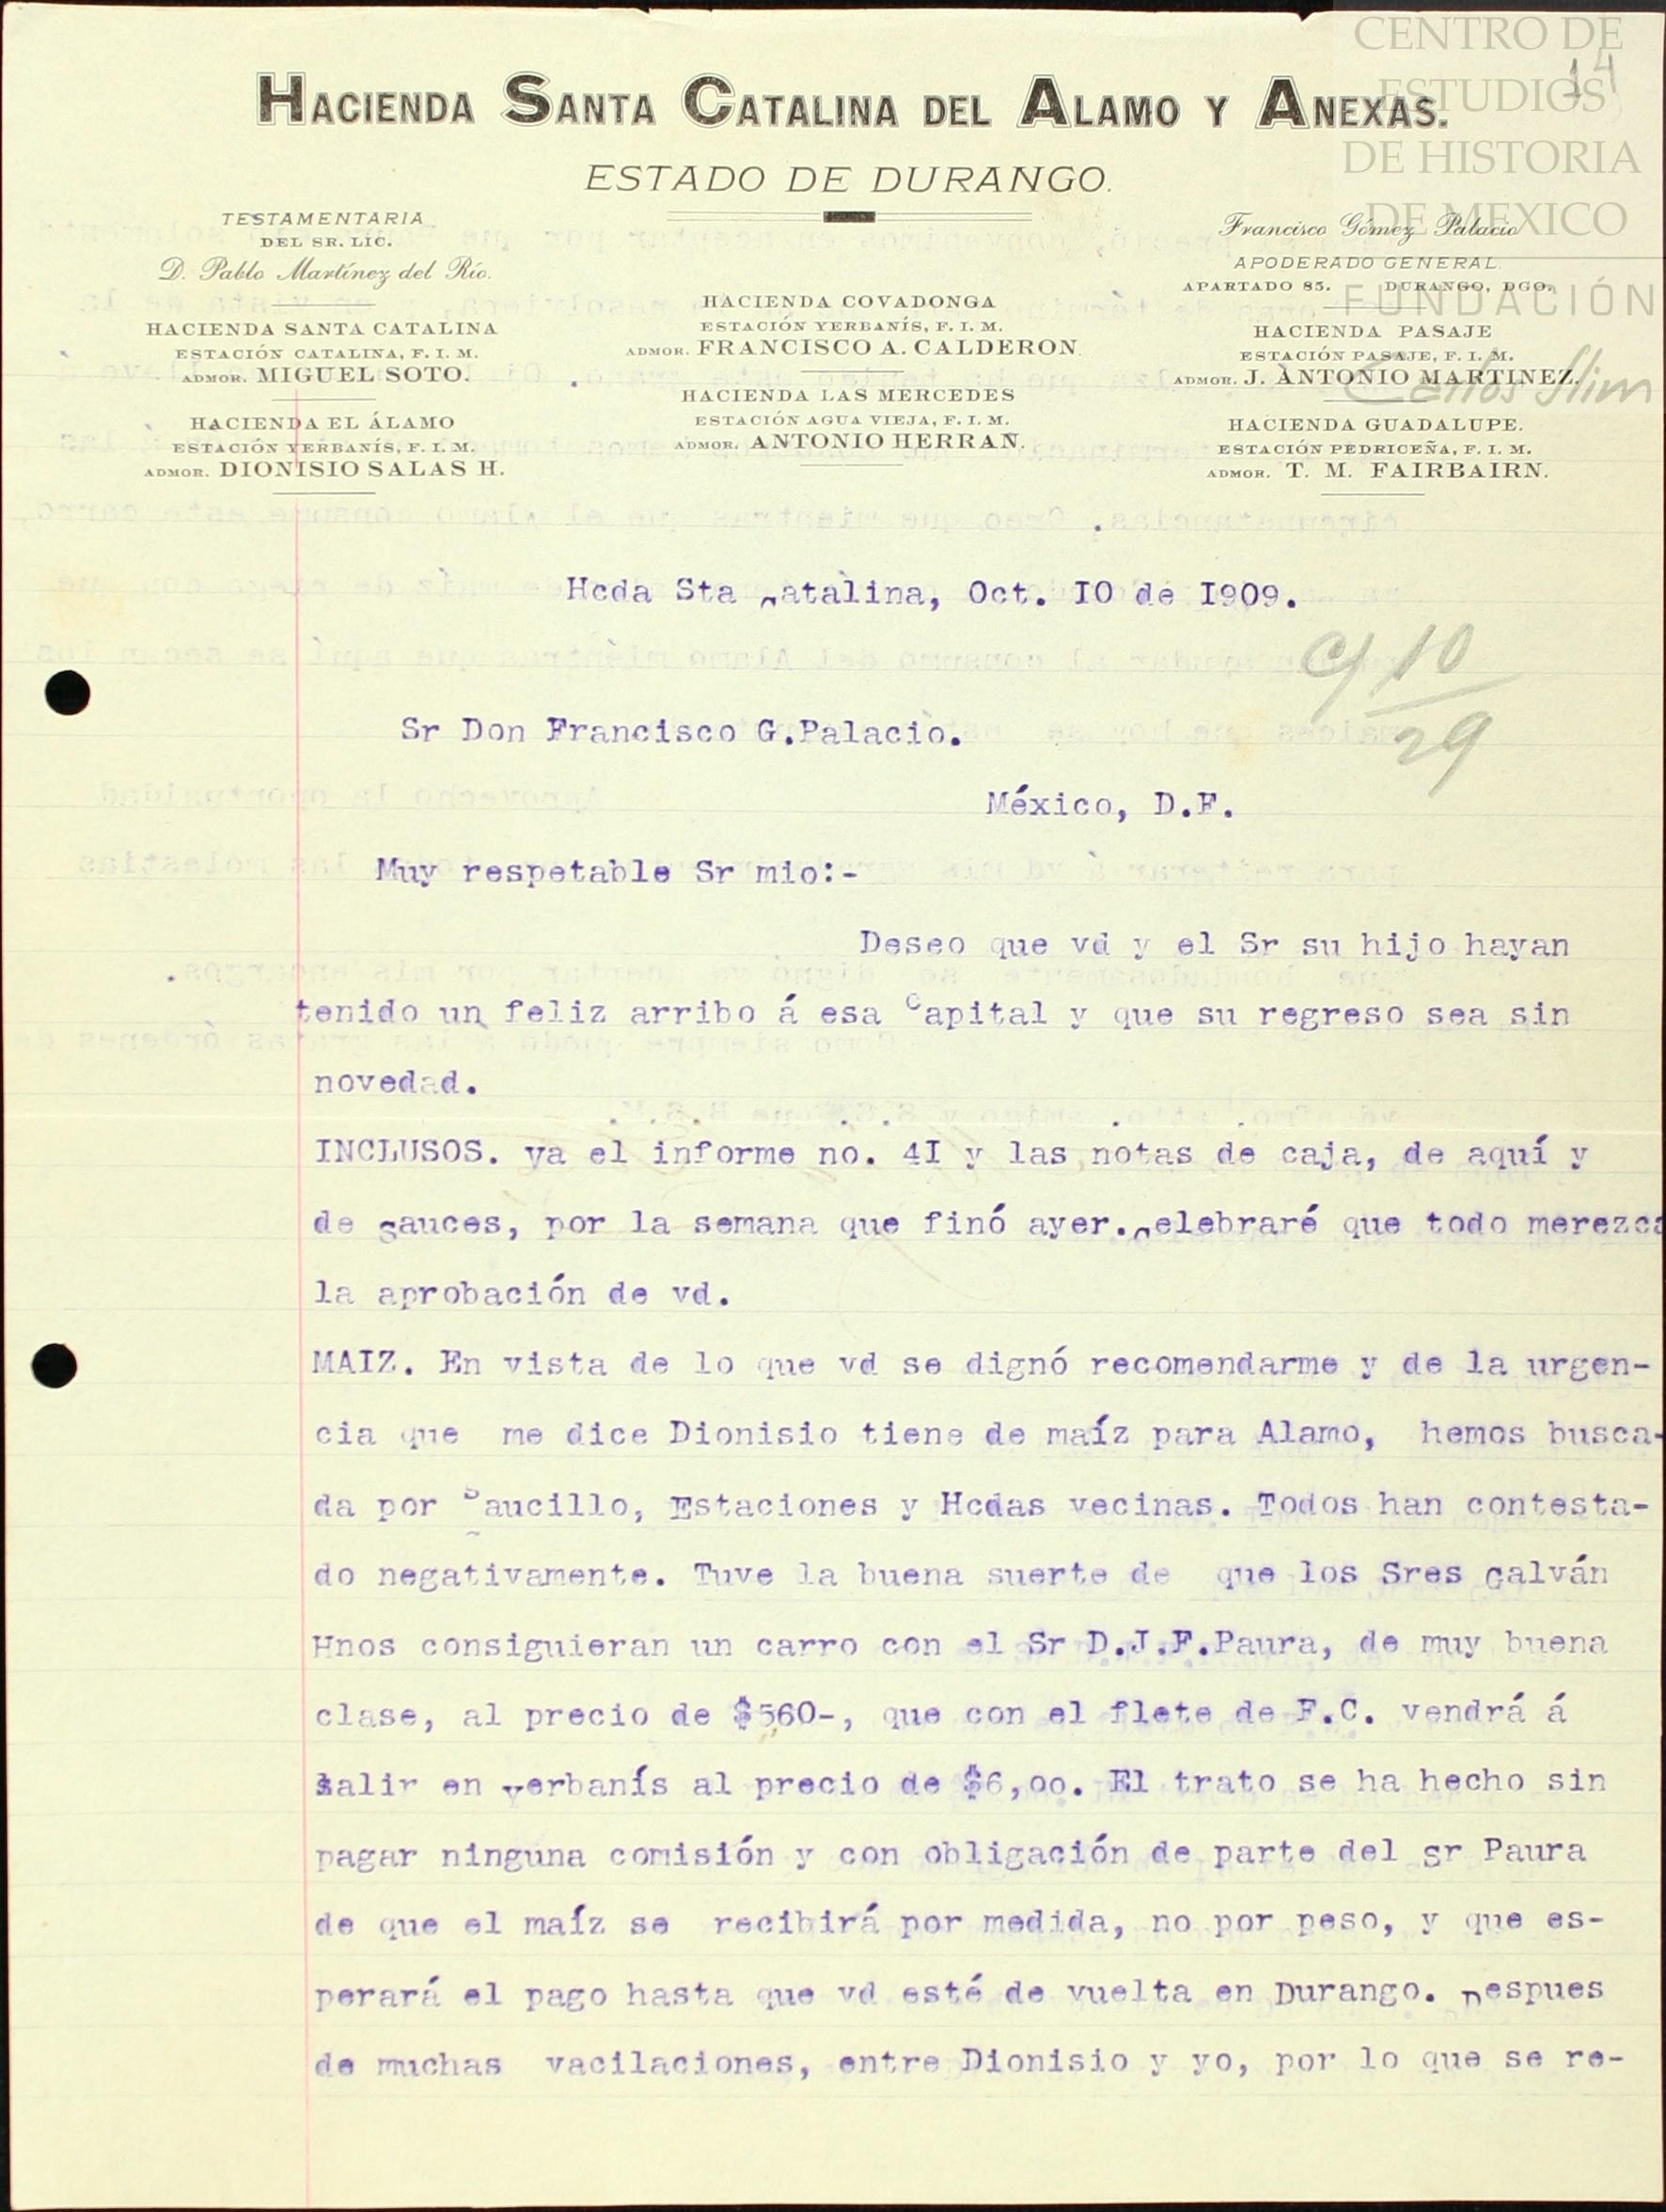 CENTRO DE
ESTUDIOS
DE HISTORIA
DE MEXICO
FUNDACIÓN
Carlos Slim
14
HACIENDA SANTA CATALINA DEL ALAMO Y ANEXAS.
ESTADO DE DURANGO.
TESTAMENTARIA
DEL SR. LIC.
D. Pablo Martínez del Río.
HACIENDA SANTA CATALINA
ESTACIÓN CATALINA, F. I. M.
ADMOR. MIGUEL SOTO.
HACIENDA EL ÁLAMO
ESTACIÓN YERBANÍS, F. I. M.
ADMOR. DIONISIO SALAS H.
HACIENDA COVADONGA
ESTACIÓN YERBANÍS, F. I. M.
ADMOR. FRANCISCO A. CALDERON.
HACIENDA LAS MERCEDES
ESTACIÓN AGUA VIEJA, F. I. M.
ADMOR. ANTONIO HERRAN.
Francisco Gómez Palacio
APODERADO GENERAL.
APARTADO 85. DURANGO, DGO.
HACIENDA PASAJE
ESTACIÓN PASAJE, F. I. M.
ADMOR. J. ANTONIO MARTINEZ.
HACIENDA GUADALUPE.
ESTACIÓN PEDRICEÑA, F. I. M.
ADMOR. T. M. FAIRBAIRN.
Hcda Sta Catalina, Oct. IO de I909.
C/ 10
29
Sr Don Francisco G.Palacio.
México, D.F.
Muy respetable Sr mio:-
Deseo que vd y el Sr su hijo hayan
tenido un feliz arribo á esa Capital y que su regreso sea sin
novedad.
INCLUSOS. va el informe no. 4I y las notas de caja, de aquí y
de Sauces, por la semana que finó ayer. Celebraré que todo merezca
la aprobación de vd.
MAIZ. En vista de lo que vd se dignó recomendarme y de la urgen-
cia que me dice Dionisio tiene de maíz para Alamo, hemos busca-
da por Saucillo, Estaciones y Hcdas vecinas. Todos han contesta-
do negativamente. Tuve la buena suerte de que los Sres Galván
Hnos consiguieran un carro con el Sr D.J.F.Paura, de muy buena
clase, al precio de $560-, que con el flete de F.C. vendrá á
salir en Yerbanís al precio de $6,oo. El trato se ha hecho sin
pagar ninguna comisión y con obligación de parte del Sr Paura
de que el maíz se recibirá por medida, no por peso, y que es-
perará el pago hasta que vd esté de vuelta en Durango. Despues
de muchas vacilaciones, entre Dionisio y yo, por lo que se re-